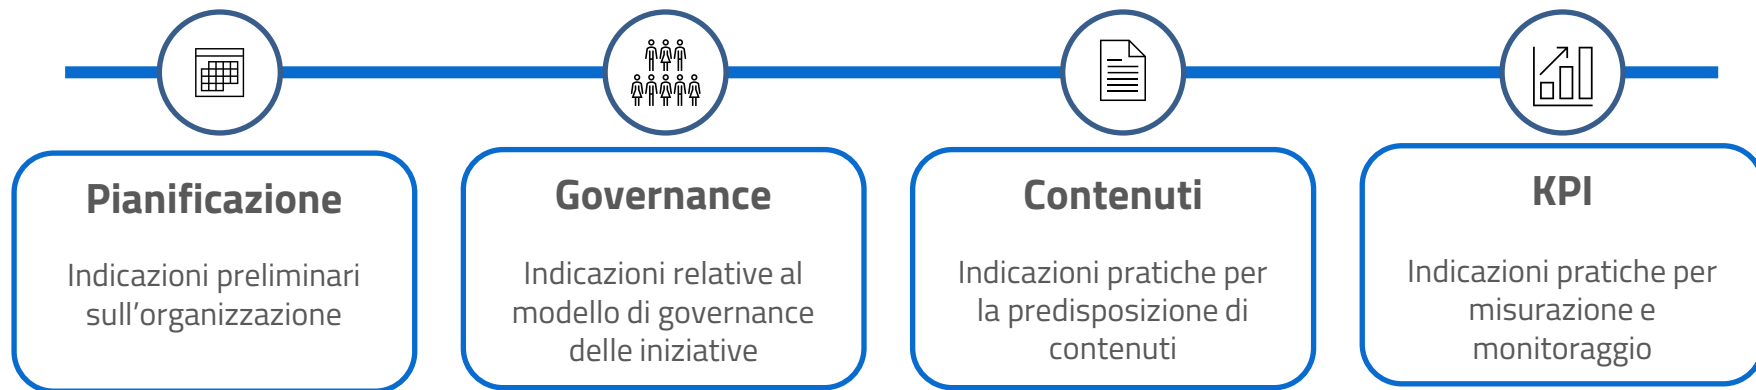 Pianificazione
Indicazioni preliminari
sull’organizzazione
Governance
Indicazioni relative al
modello di governance
delle iniziative
Contenuti
Indicazioni pratiche per
la predisposizione di
contenuti
KPI
Indicazioni pratiche per
misurazione e
monitoraggio